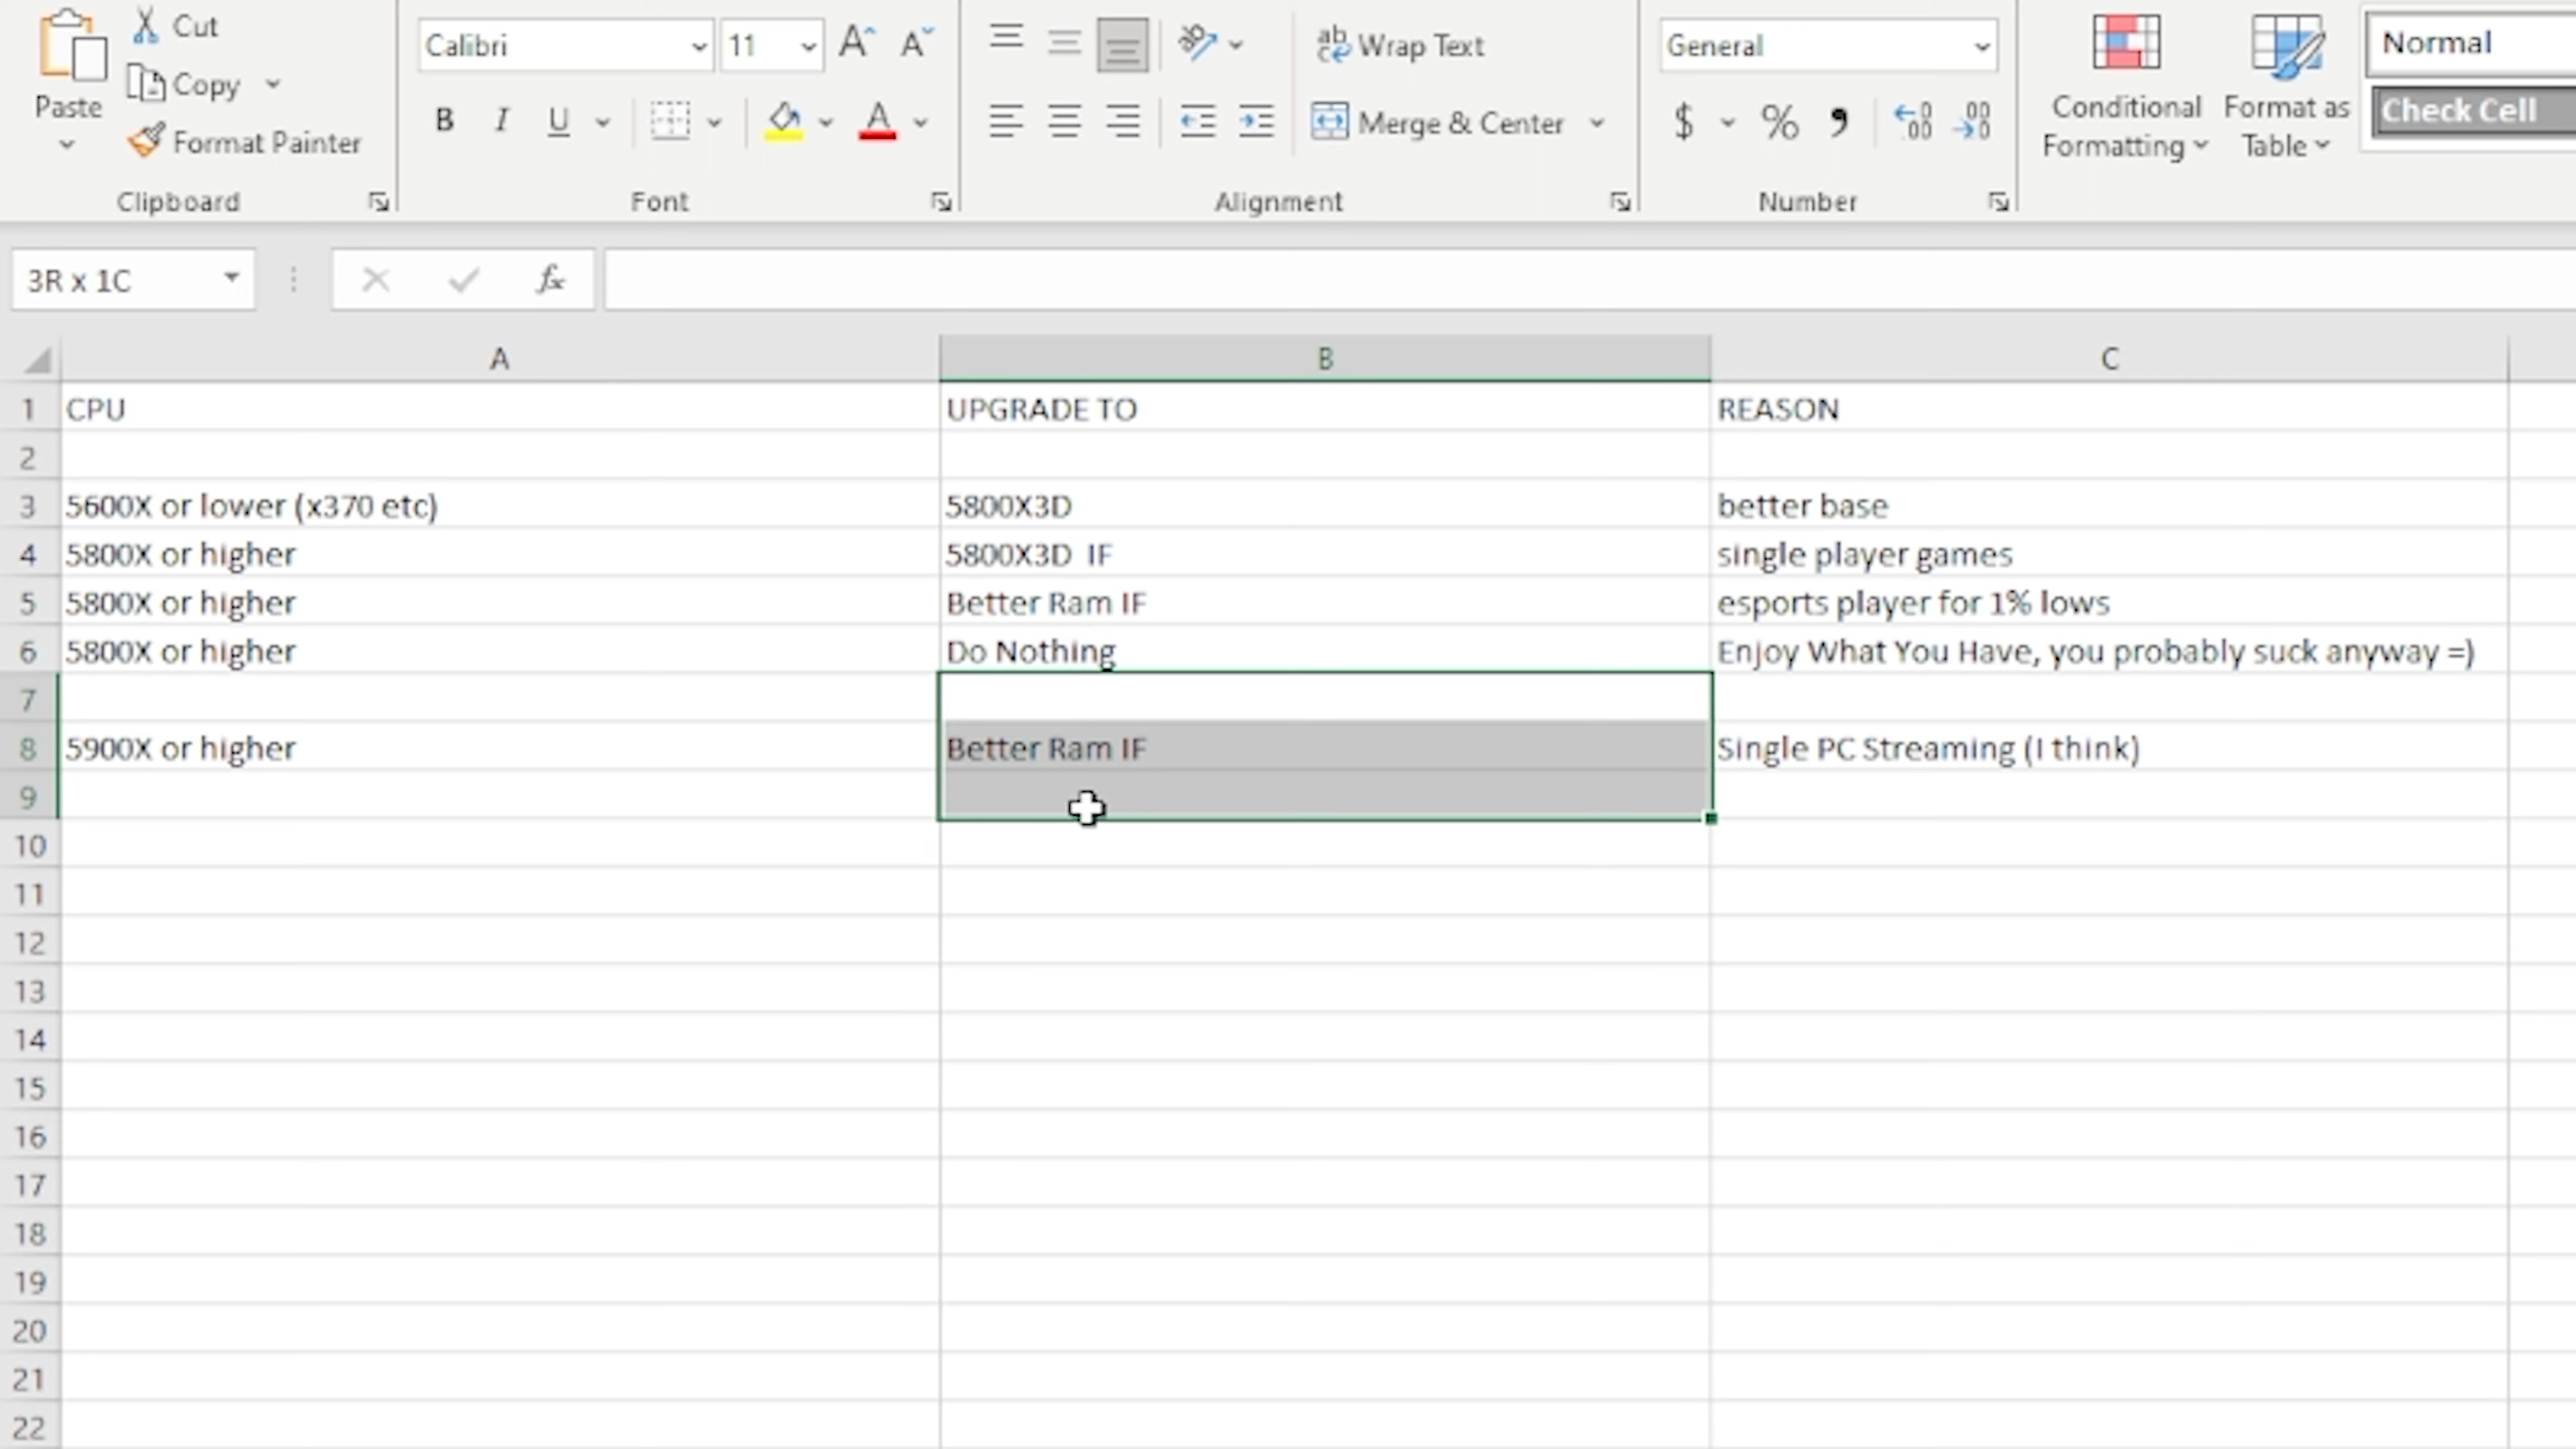 Cut
Calibri 11 Wrap Text General Normal
Copy
Paste Format Painter B I U Merge & Center $ % Conditional Formatting Format as Table Check Cell
Clipboard Font Alignment Number
3R x 1C fx
A B C
1 CPU UPGRADE TO REASON
2
3 5600X or lower (x370 etc) 5800X3D better base
4 5800X or higher 5800X3D IF single player games
5 5800X or higher Better Ram IF esports player for 1% lows
6 5800X or higher Do Nothing Enjoy What You Have, you probably suck anyway =)
7
8 5900X or higher Better Ram IF Single PC Streaming (I think)
9
10
11
12
13
14
15
16
17
18
19
20
21
22